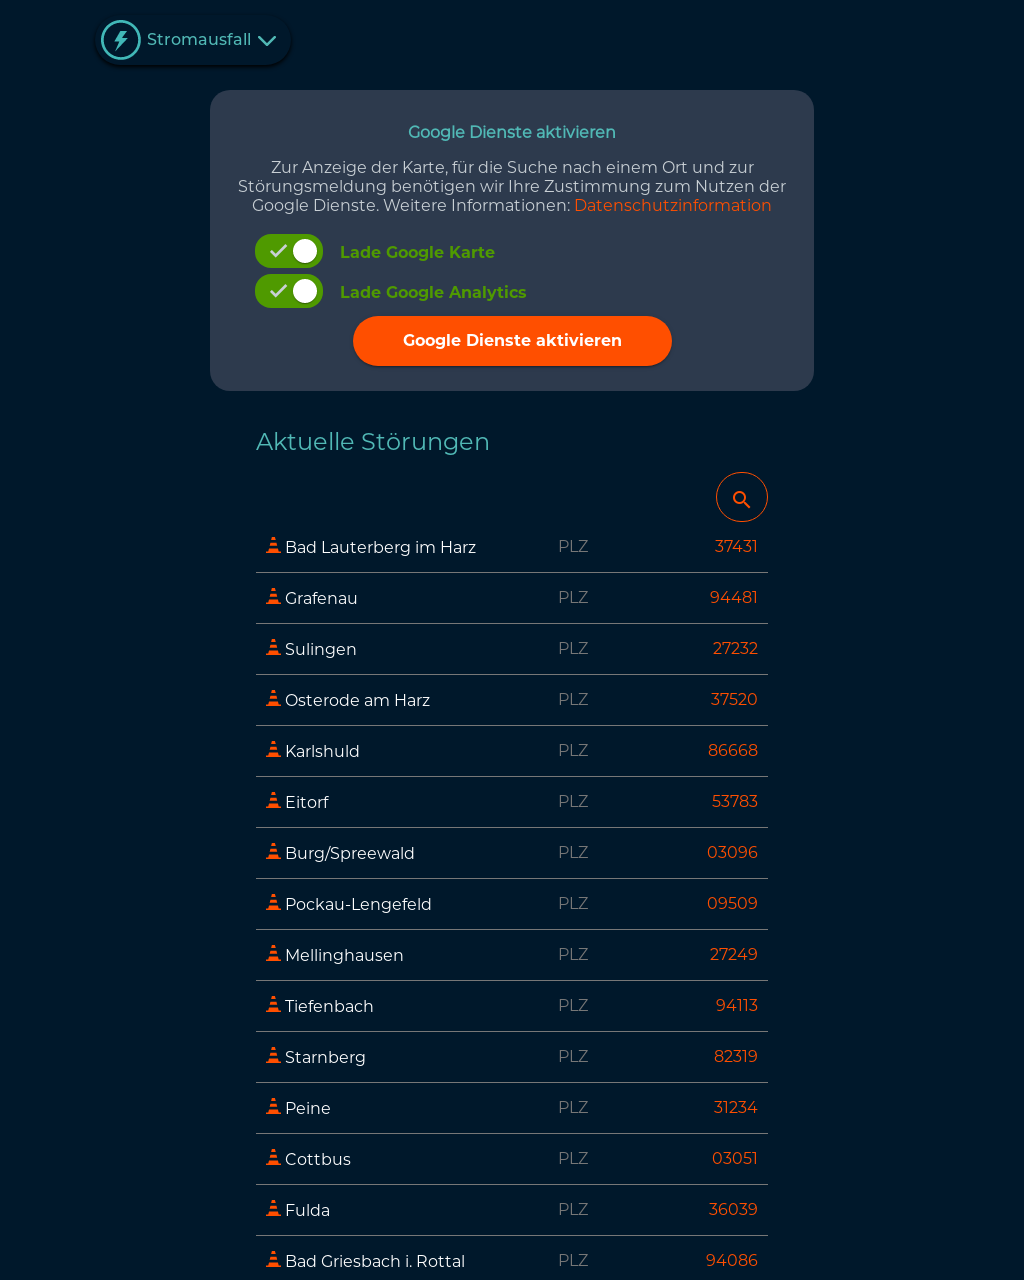 Stromausfall
Google Dienste aktivieren
Zur Anzeige der Karte, für die Suche nach einem Ort und zur
Störungsmeldung benötigen wir Ihre Zustimmung zum Nutzen der
Google Dienste. Weitere Informationen: Datenschutzinformation
Lade Google Karte
Lade Google Analytics
Google Dienste aktivieren
Aktuelle Störungen
Bad Lauterberg im Harz PLZ 37431
Grafenau PLZ 94481
Sulingen PLZ 27232
Osterode am Harz PLZ 37520
Karlshuld PLZ 86668
Eitorf PLZ 53783
Burg/Spreewald PLZ 03096
Pockau-Lengefeld PLZ 09509
Mellinghausen PLZ 27249
Tiefenbach PLZ 94113
Starnberg PLZ 82319
Peine PLZ 31234
Cottbus PLZ 03051
Fulda PLZ 36039
Bad Griesbach i. Rottal PLZ 94086